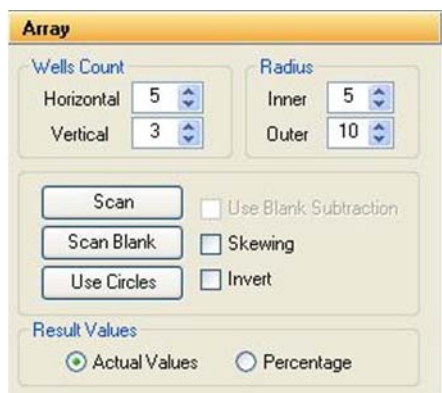 Array
Wells Count
Radius
Horizontal 5
Inner 5
Vertical 3
Outer 10
Scan
Use Blank Subtraction
Scan Blank
Skewing
Use Circles
Invert
Result Values
Actual Values
Percentage